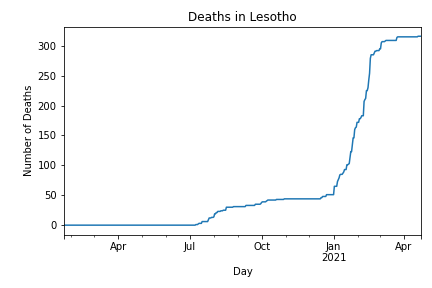 Deaths in Lesotho
Number of Deaths
300
250
200
150
100
50
0
Apr
Jul
Oct
Jan
2021
Apr
Day